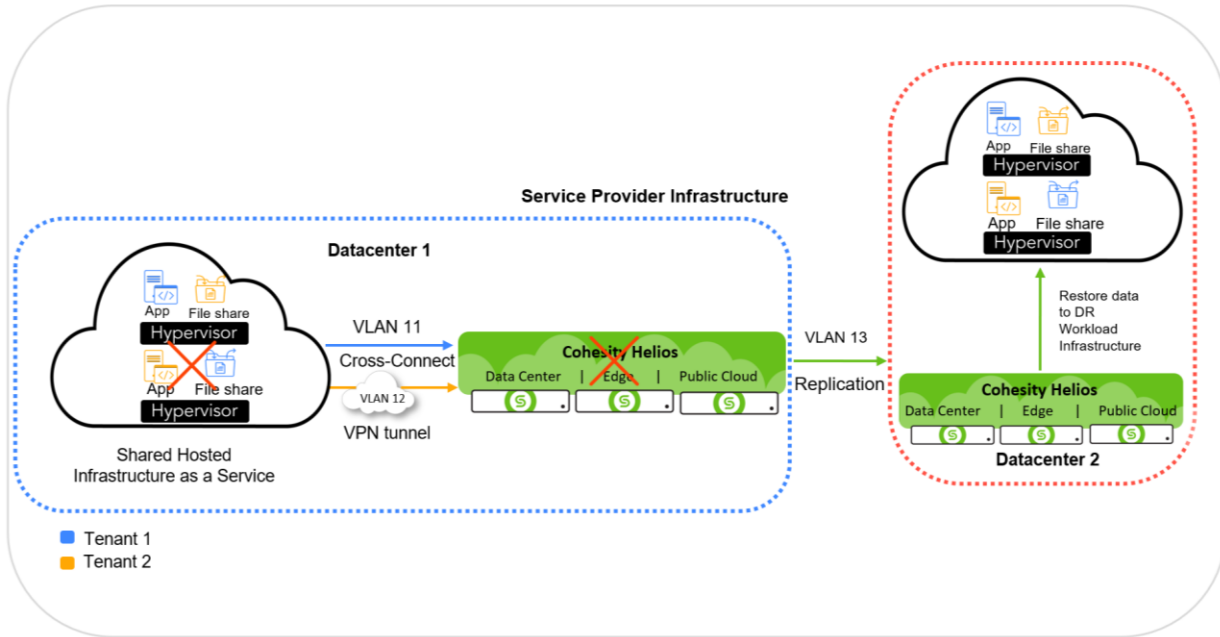 Service Provider Infrastructure
Datacenter 1
App
File share
Hypervisor
App
File share
Hypervisor
Shared Hosted
Infrastructure as a Service
VLAN 11
Cross-Connect
VLAN 12
VPN tunnel
Cohesity Helios
Data Center | Edge | Public Cloud
VLAN 13
Replication
App
File share
Hypervisor
App
File share
Hypervisor
Restore data
to DR
Workload
Infrastructure
Cohesity Helios
Data Center | Edge | Public Cloud
Datacenter 2
Tenant 1
Tenant 2